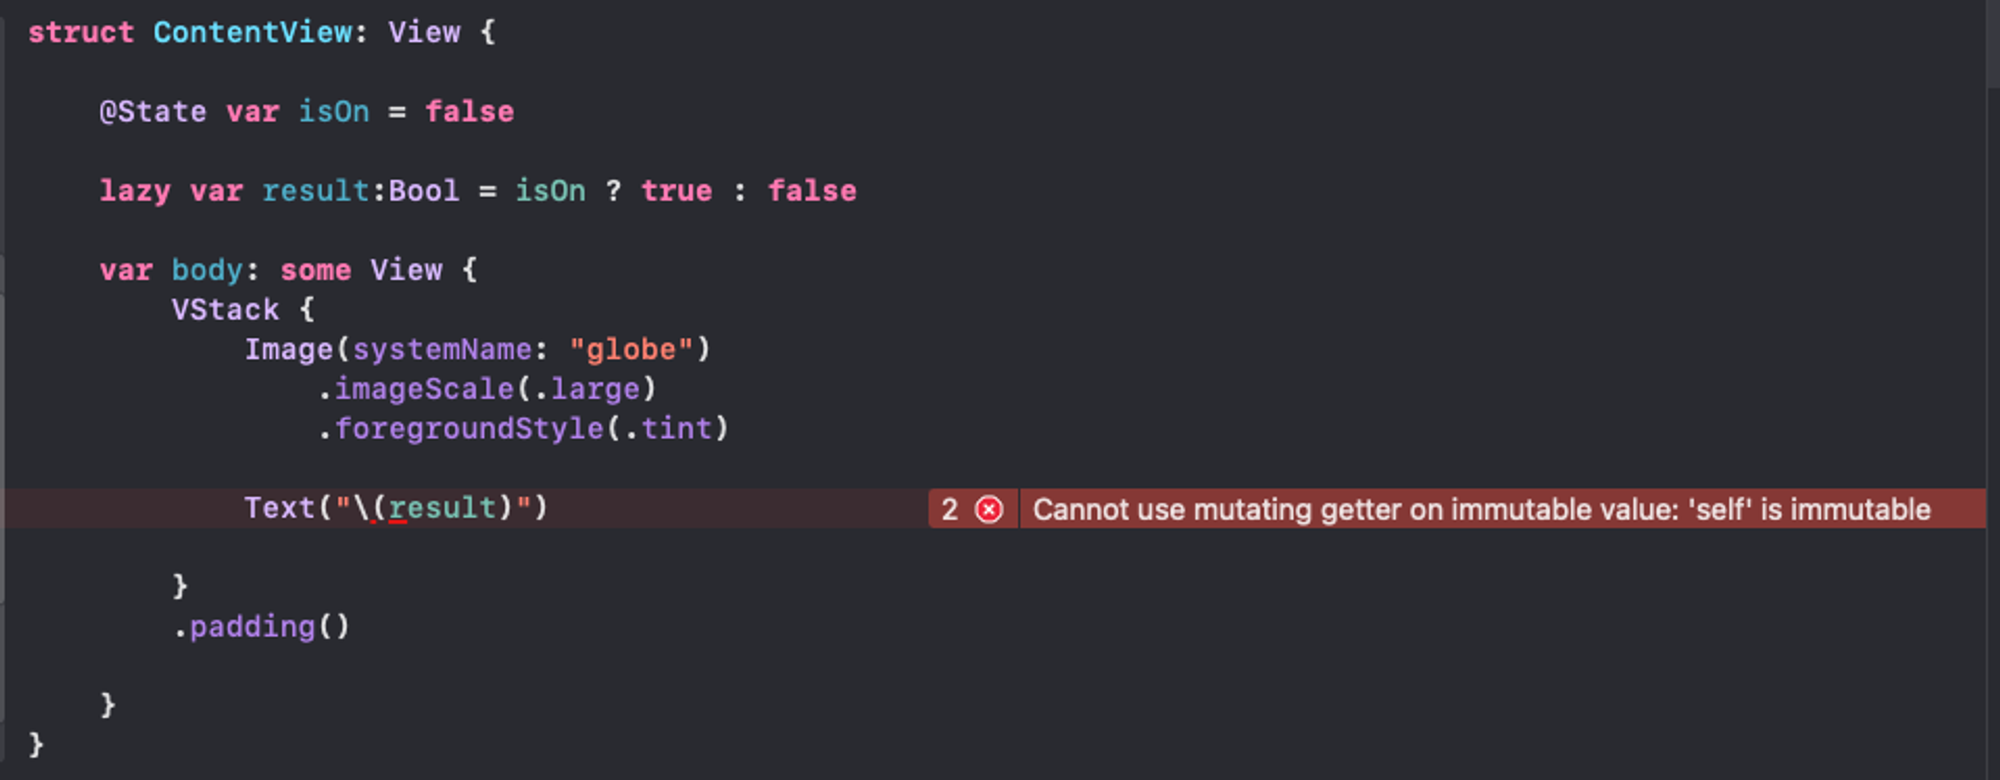 struct ContentView: View {
@State var isOn = false
lazy var result:Bool = isOn ? true : false
var body: some View {
VStack {
Image(systemName: "globe")
.imageScale(.large)
.foregroundStyle(.tint)
Text("\(result)") 2 Cannot use mutating getter on immutable value: 'self' is immutable
}
.padding()
}
}